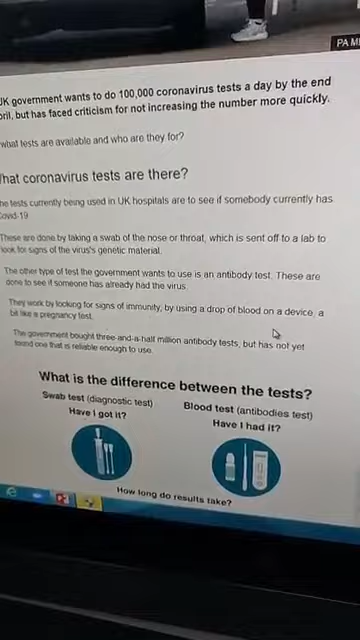 PA M
UK government wants to do 100,000 coronavirus tests a day by the end
pril, but has faced criticism for not increasing the number more quickly.
what tests are available and who are they for?
hat coronavirus tests are there?
he tests currently being used in UK hospitals are to see if somebody currently has
Covid-19
These are done by taking a swab of the nose or throat, which is sent off to a lab to
look for signs of the virus's genetic material.
The other type of test the government wants to use is an antibody test. These are
done to see if someone has already had the virus.
They work by looking for signs of immunity, by using a drop of blood on a device, a
bit like a pregnancy test.
The government bought three-and-a-half million antibody tests, but has not yet
found one that is reliable enough to use.
What is the difference between the tests?
Swab test (diagnostic test)
Have I got it?
Blood test (antibodies test)
Have I had it?
How long do results take?